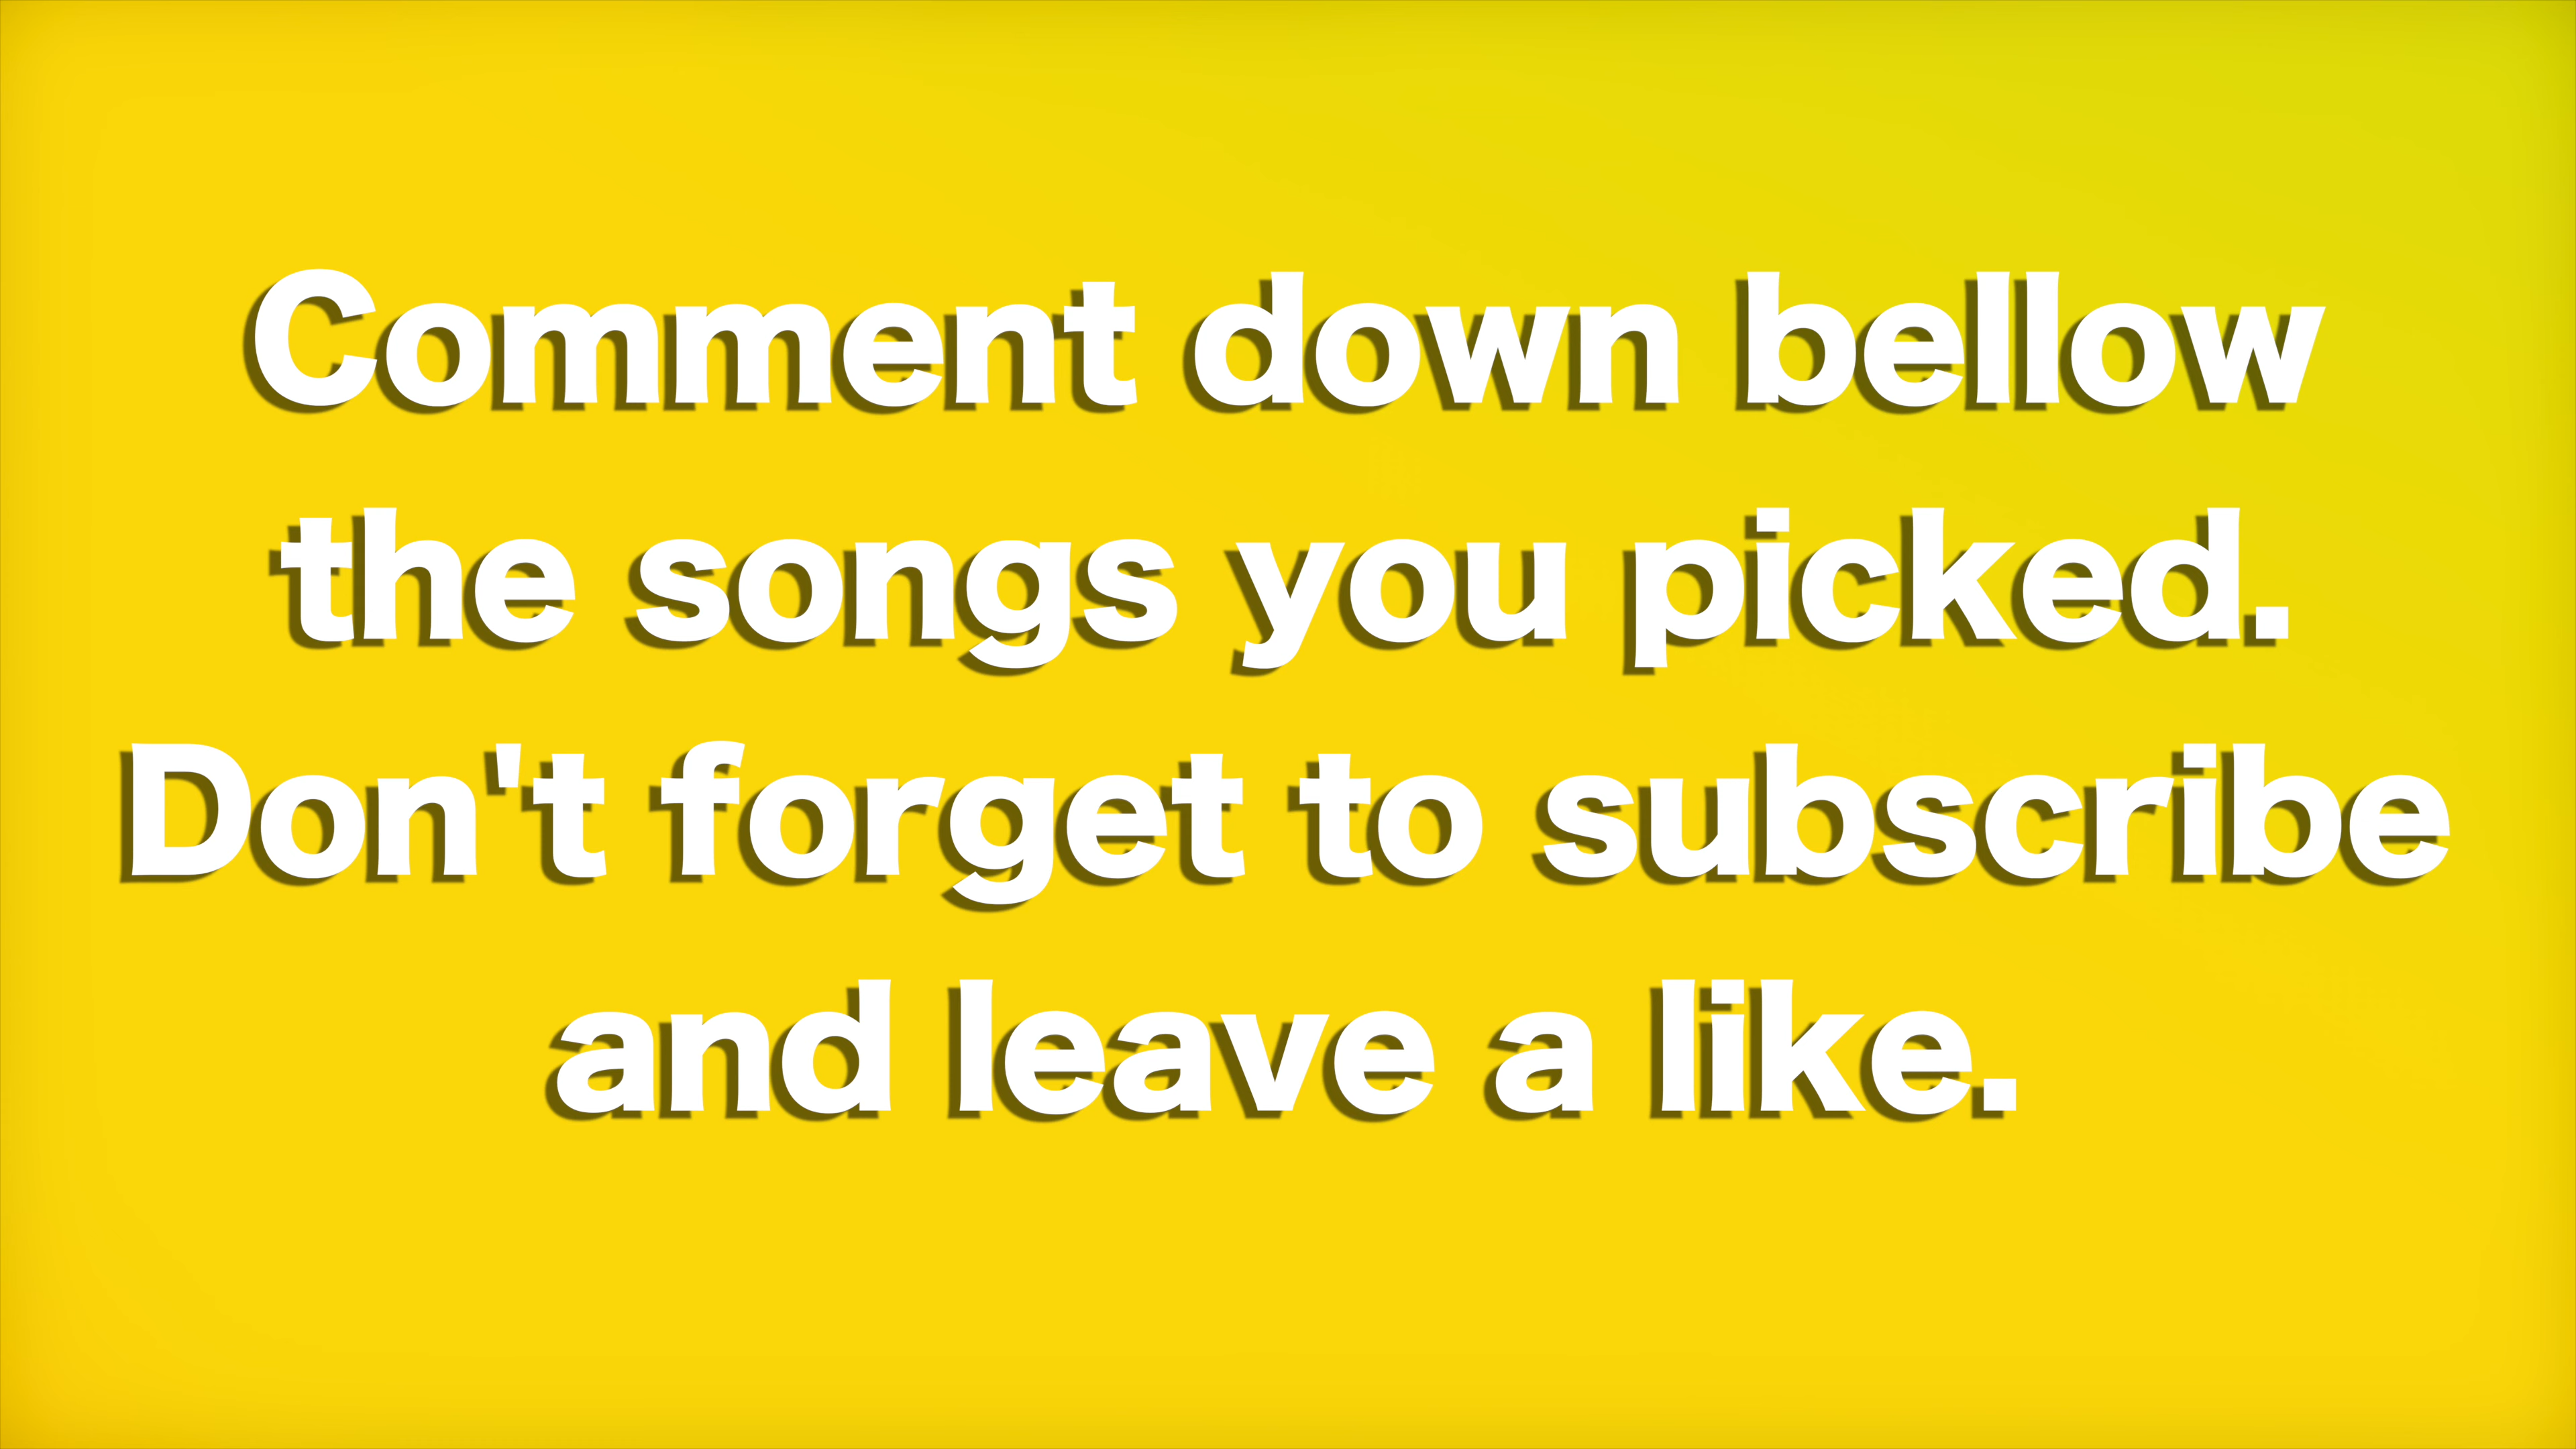 Comment down bellow
the songs you picked.
Don't forget to subscribe
and leave a like.